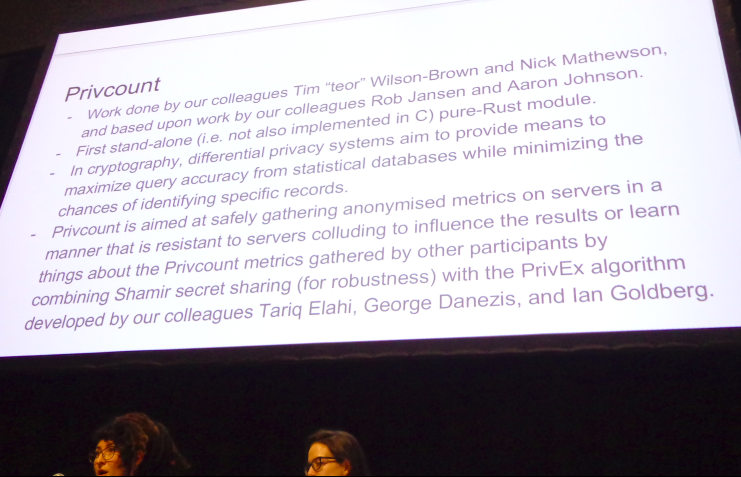 Privcount
- Work done by our colleagues Tim “teor” Wilson-Brown and Nick Mathewson,
and based upon work by our colleagues Rob Jansen and Aaron Johnson.
- First stand-alone (i.e. not also implemented in C) pure-Rust module.
- In cryptography, differential privacy systems aim to provide means to
maximize query accuracy from statistical databases while minimizing the
chances of identifying specific records.
- Privcount is aimed at safely gathering anonymised metrics on servers in a
manner that is resistant to servers colluding to influence the results or learn
things about the Privcount metrics gathered by other participants by
combining Shamir secret sharing (for robustness) with the PrivEx algorithm
developed by our colleagues Tariq Elahi, George Danezis, and Ian Goldberg.